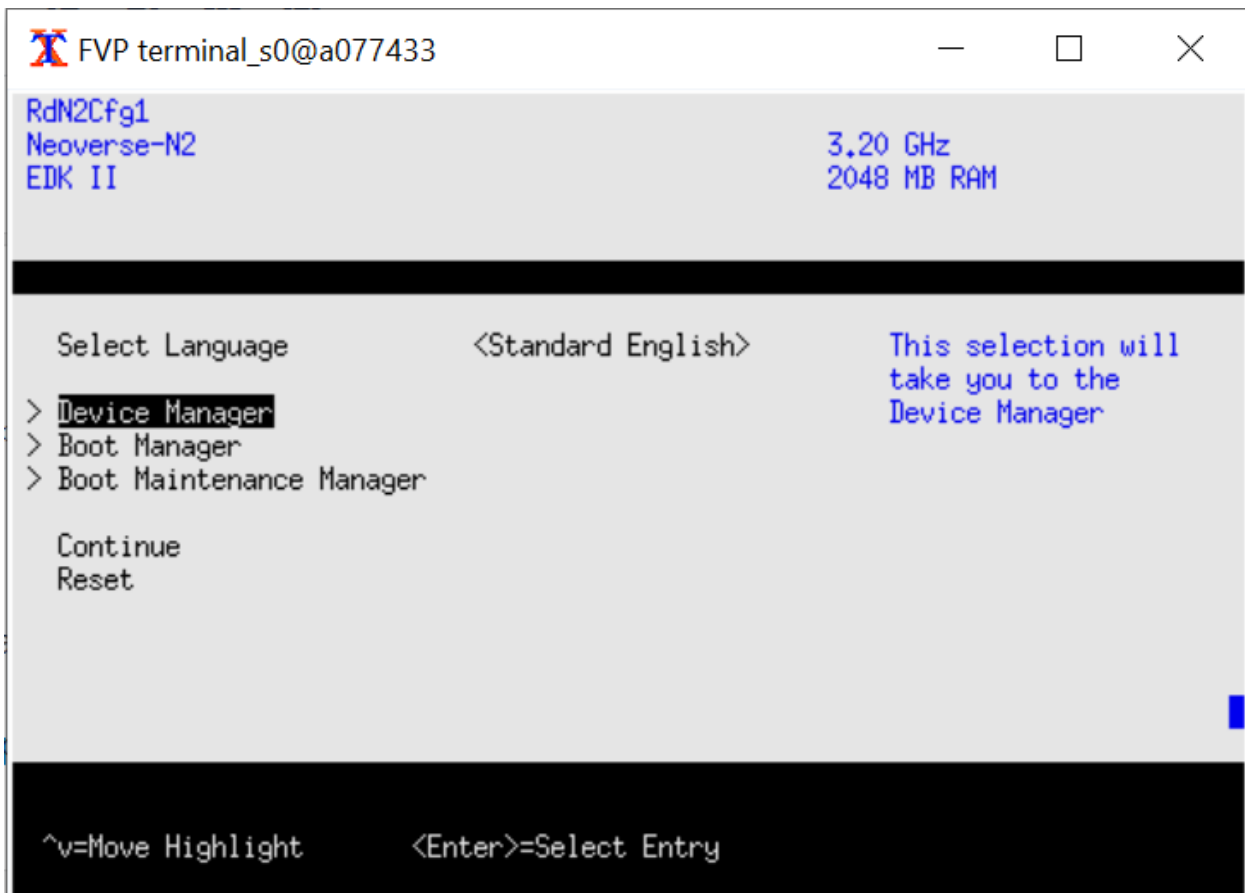 FVP terminal_s0@a077433
RdN2Cfg1
Neoverse-N2 3.20 GHz
EDK II 2048 MB RAM
Select Language <Standard English> This selection will
take you to the
> Device Manager Device Manager
> Boot Manager
> Boot Maintenance Manager
Continue
Reset
^v=Move Highlight <Enter>=Select Entry